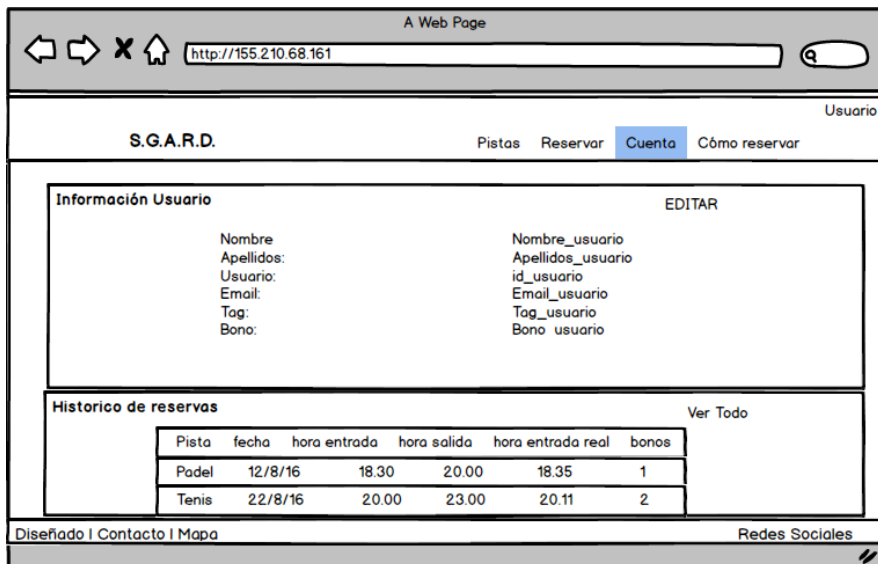 A Web Page
http://155.210.68.161
Usuario
S.G.A.R.D. Pistas Reservar Cuenta Cómo reservar
Información Usuario EDITAR
Nombre Nombre_usuario
Apellidos: Apellidos_usuario
Usuario: id_usuario
Email: Email_usuario
Tag: Tag_usuario
Bono: Bono usuario
Historico de reservas Ver Todo
Pista fecha hora entrada hora salida hora entrada real bonos
Padel 12/8/16 18.30 20.00 18.35 1
Tenis 22/8/16 20.00 23.00 20.11 2
Diseñado | Contacto | Mapa Redes Sociales